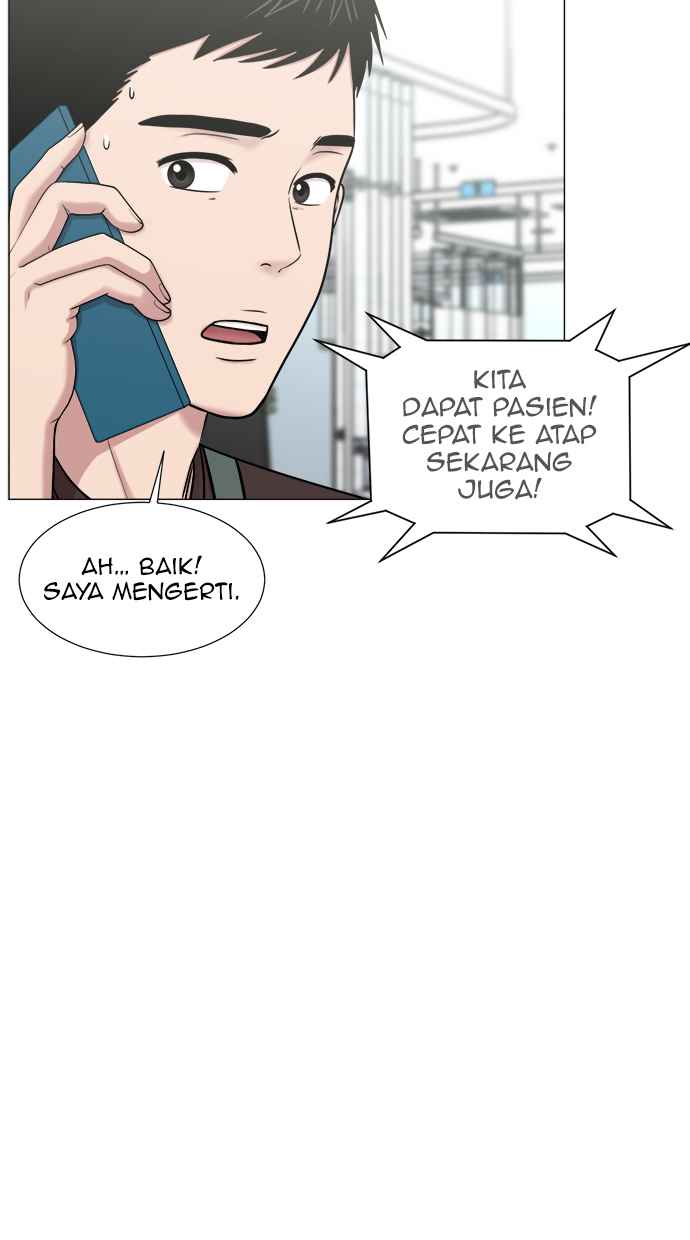 KITA
DAPAT PASIEN!
CEPAT KE ATAP
SEKARANG
JUGA!
AH... BAIK!
SAYA MENGERTI.